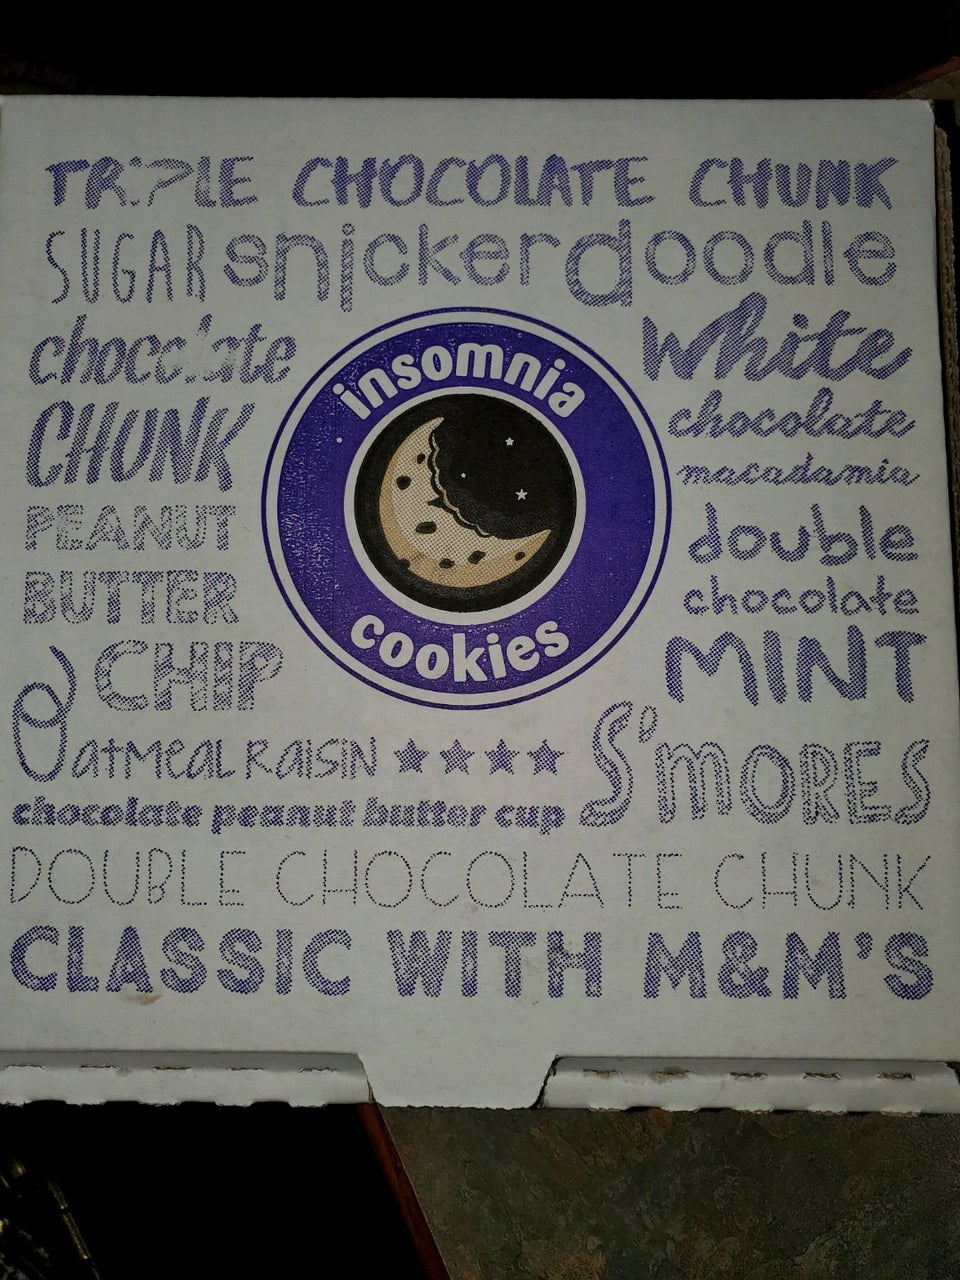 TRIPLE CHOCOLATE CHUNK
SUGAR snickerdoodle
chocolate
CHUNK
PEANUT
BUTTER
CHIP
insomnia
cookies
White
chocolate
macadamia
double
chocolate
MINT
OatMeal RaisiN ★★★★
S'mORES
chocolate peanut butter cup
DOUBLE CHOCOLATE CHUNK
CLASSIC WITH M&M'S